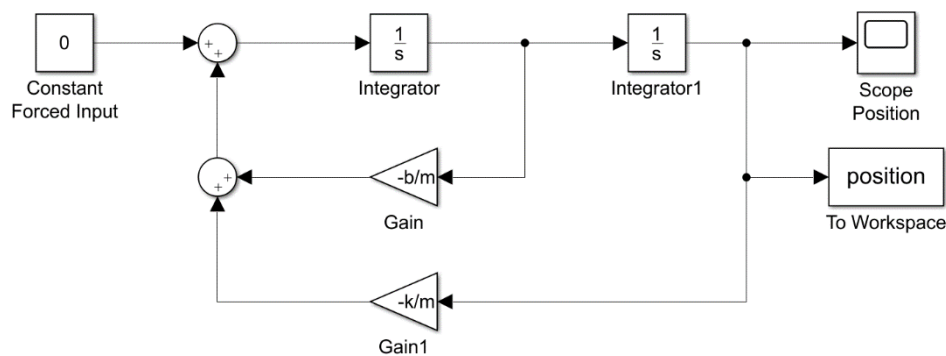 0
Constant
Forced Input
+
+
1
s
Integrator
1
s
Integrator1
Scope
Position
+
+
-b/m
Gain
position
To Workspace
-k/m
Gain1